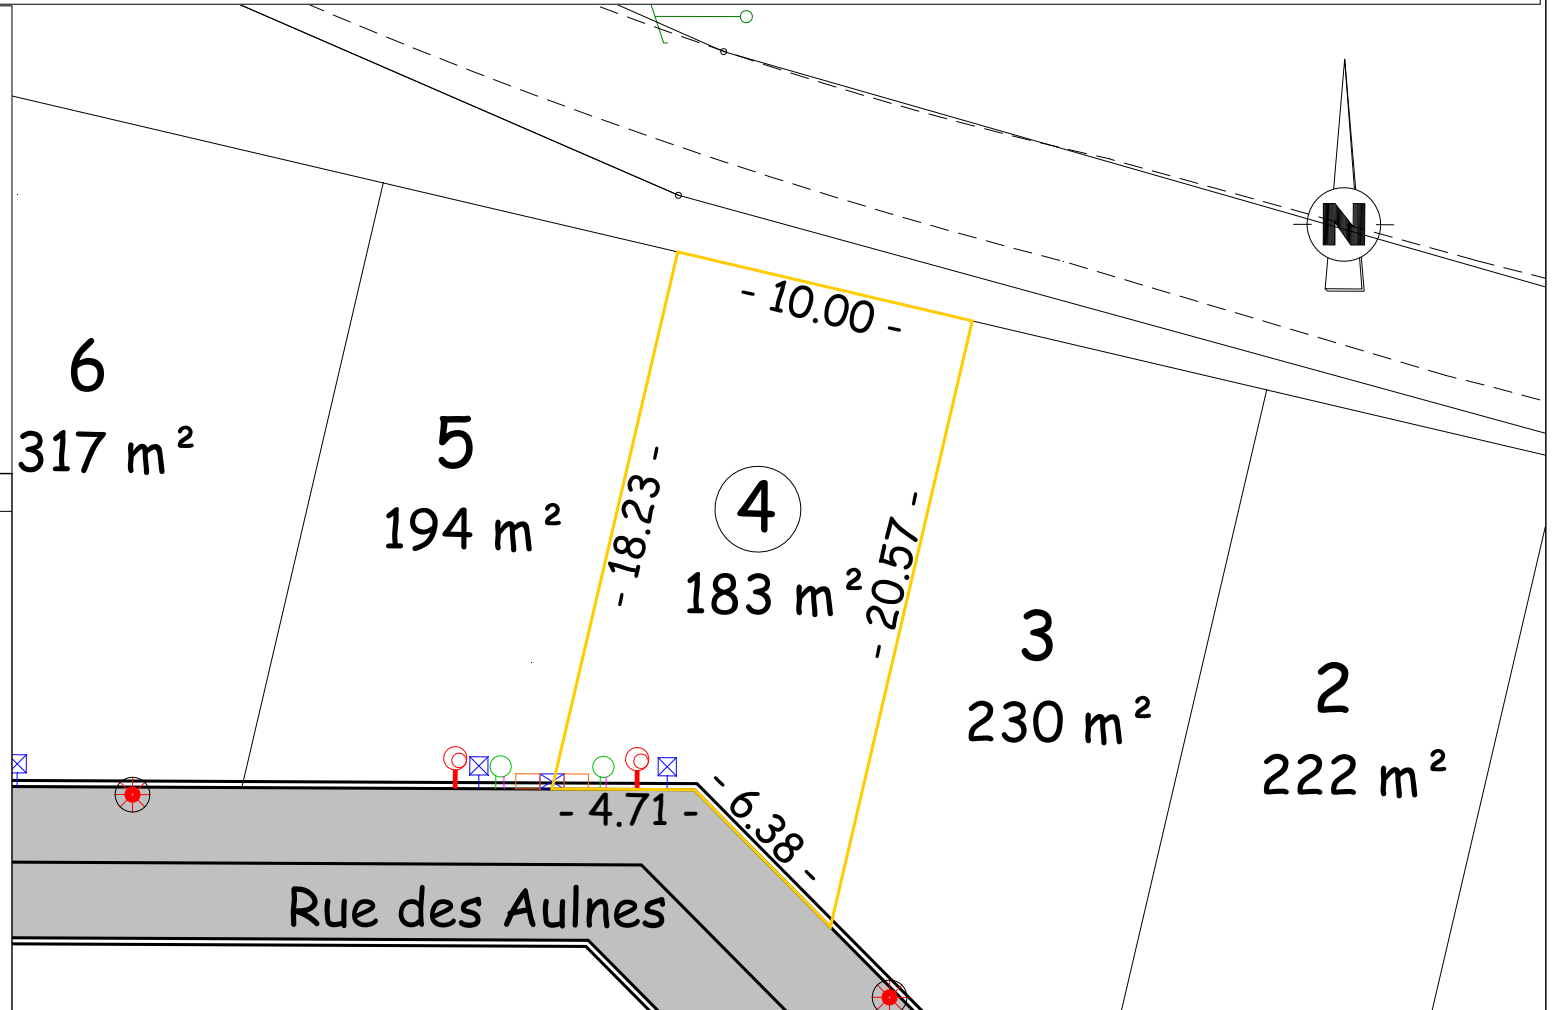 N
- 10.00 -
6
317 m²
5
194 m²
- 18.23 -
4
183 m²
- 20.57 -
3
230 m²
2
222 m²
- 4.71 -
- 6.38 -
Rue des Aulnes